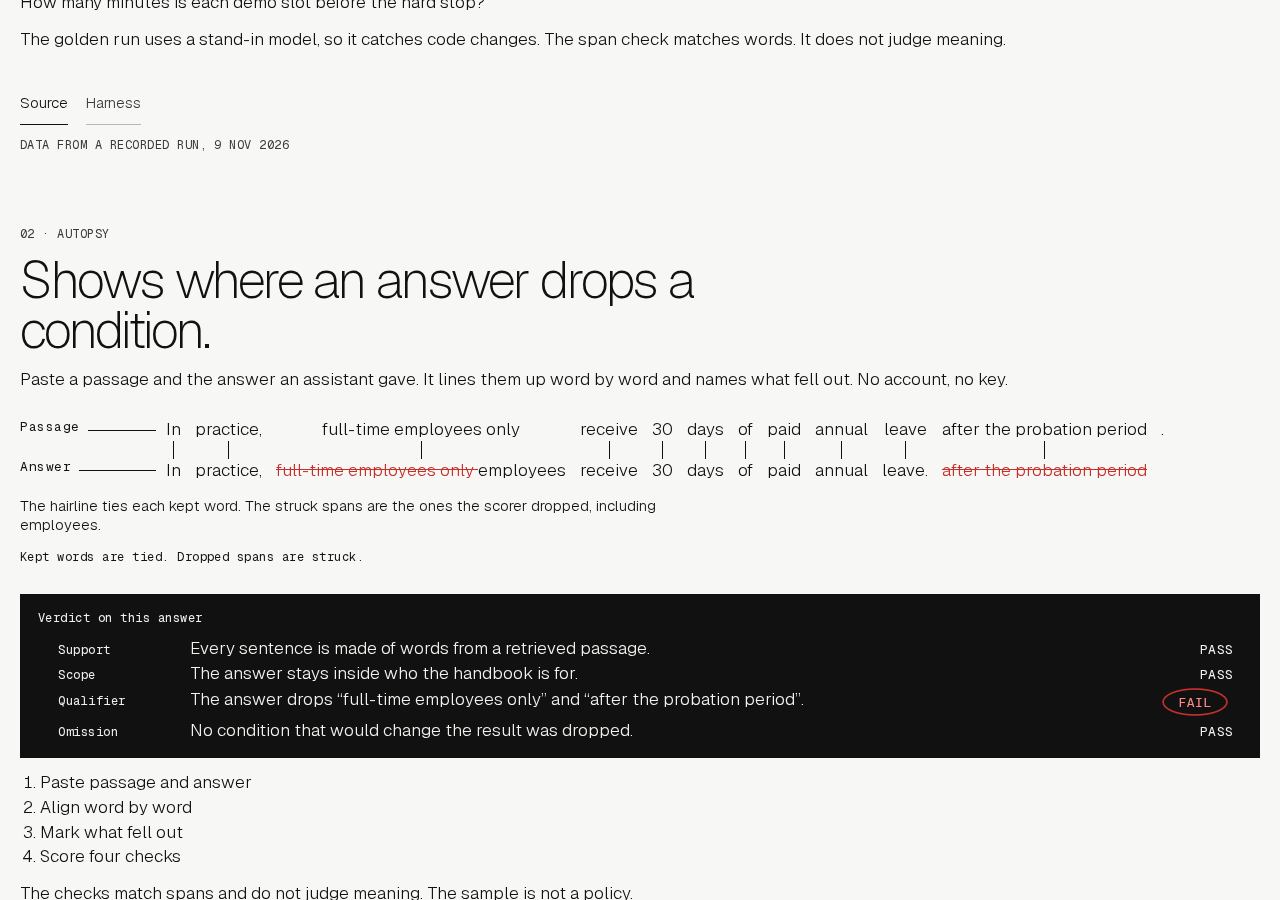 How many minutes is each demo slot before the hard stop?
The golden run uses a stand-in model, so it catches code changes. The span check matches words. It does not judge meaning.
Source Harness
DATA FROM A RECORDED RUN, 9 NOV 2026
02 · AUTOPSY
Shows where an answer drops a
condition.
Paste a passage and the answer an assistant gave. It lines them up word by word and names what fell out. No account, no key.
Passage In practice, full-time employees only receive 30 days of paid annual leave after the probation period .
Answer In practice, full-time employees only employees receive 30 days of paid annual leave. after the probation period
The hairline ties each kept word. The struck spans are the ones the scorer dropped, including
employees.
Kept words are tied. Dropped spans are struck.
Verdict on this answer
Support Every sentence is made of words from a retrieved passage. PASS
Scope The answer stays inside who the handbook is for. PASS
Qualifier The answer drops “full-time employees only” and “after the probation period”. FAIL
Omission No condition that would change the result was dropped. PASS
1. Paste passage and answer
2. Align word by word
3. Mark what fell out
4. Score four checks
The checks match spans and do not judge meaning. The sample is not a policy.